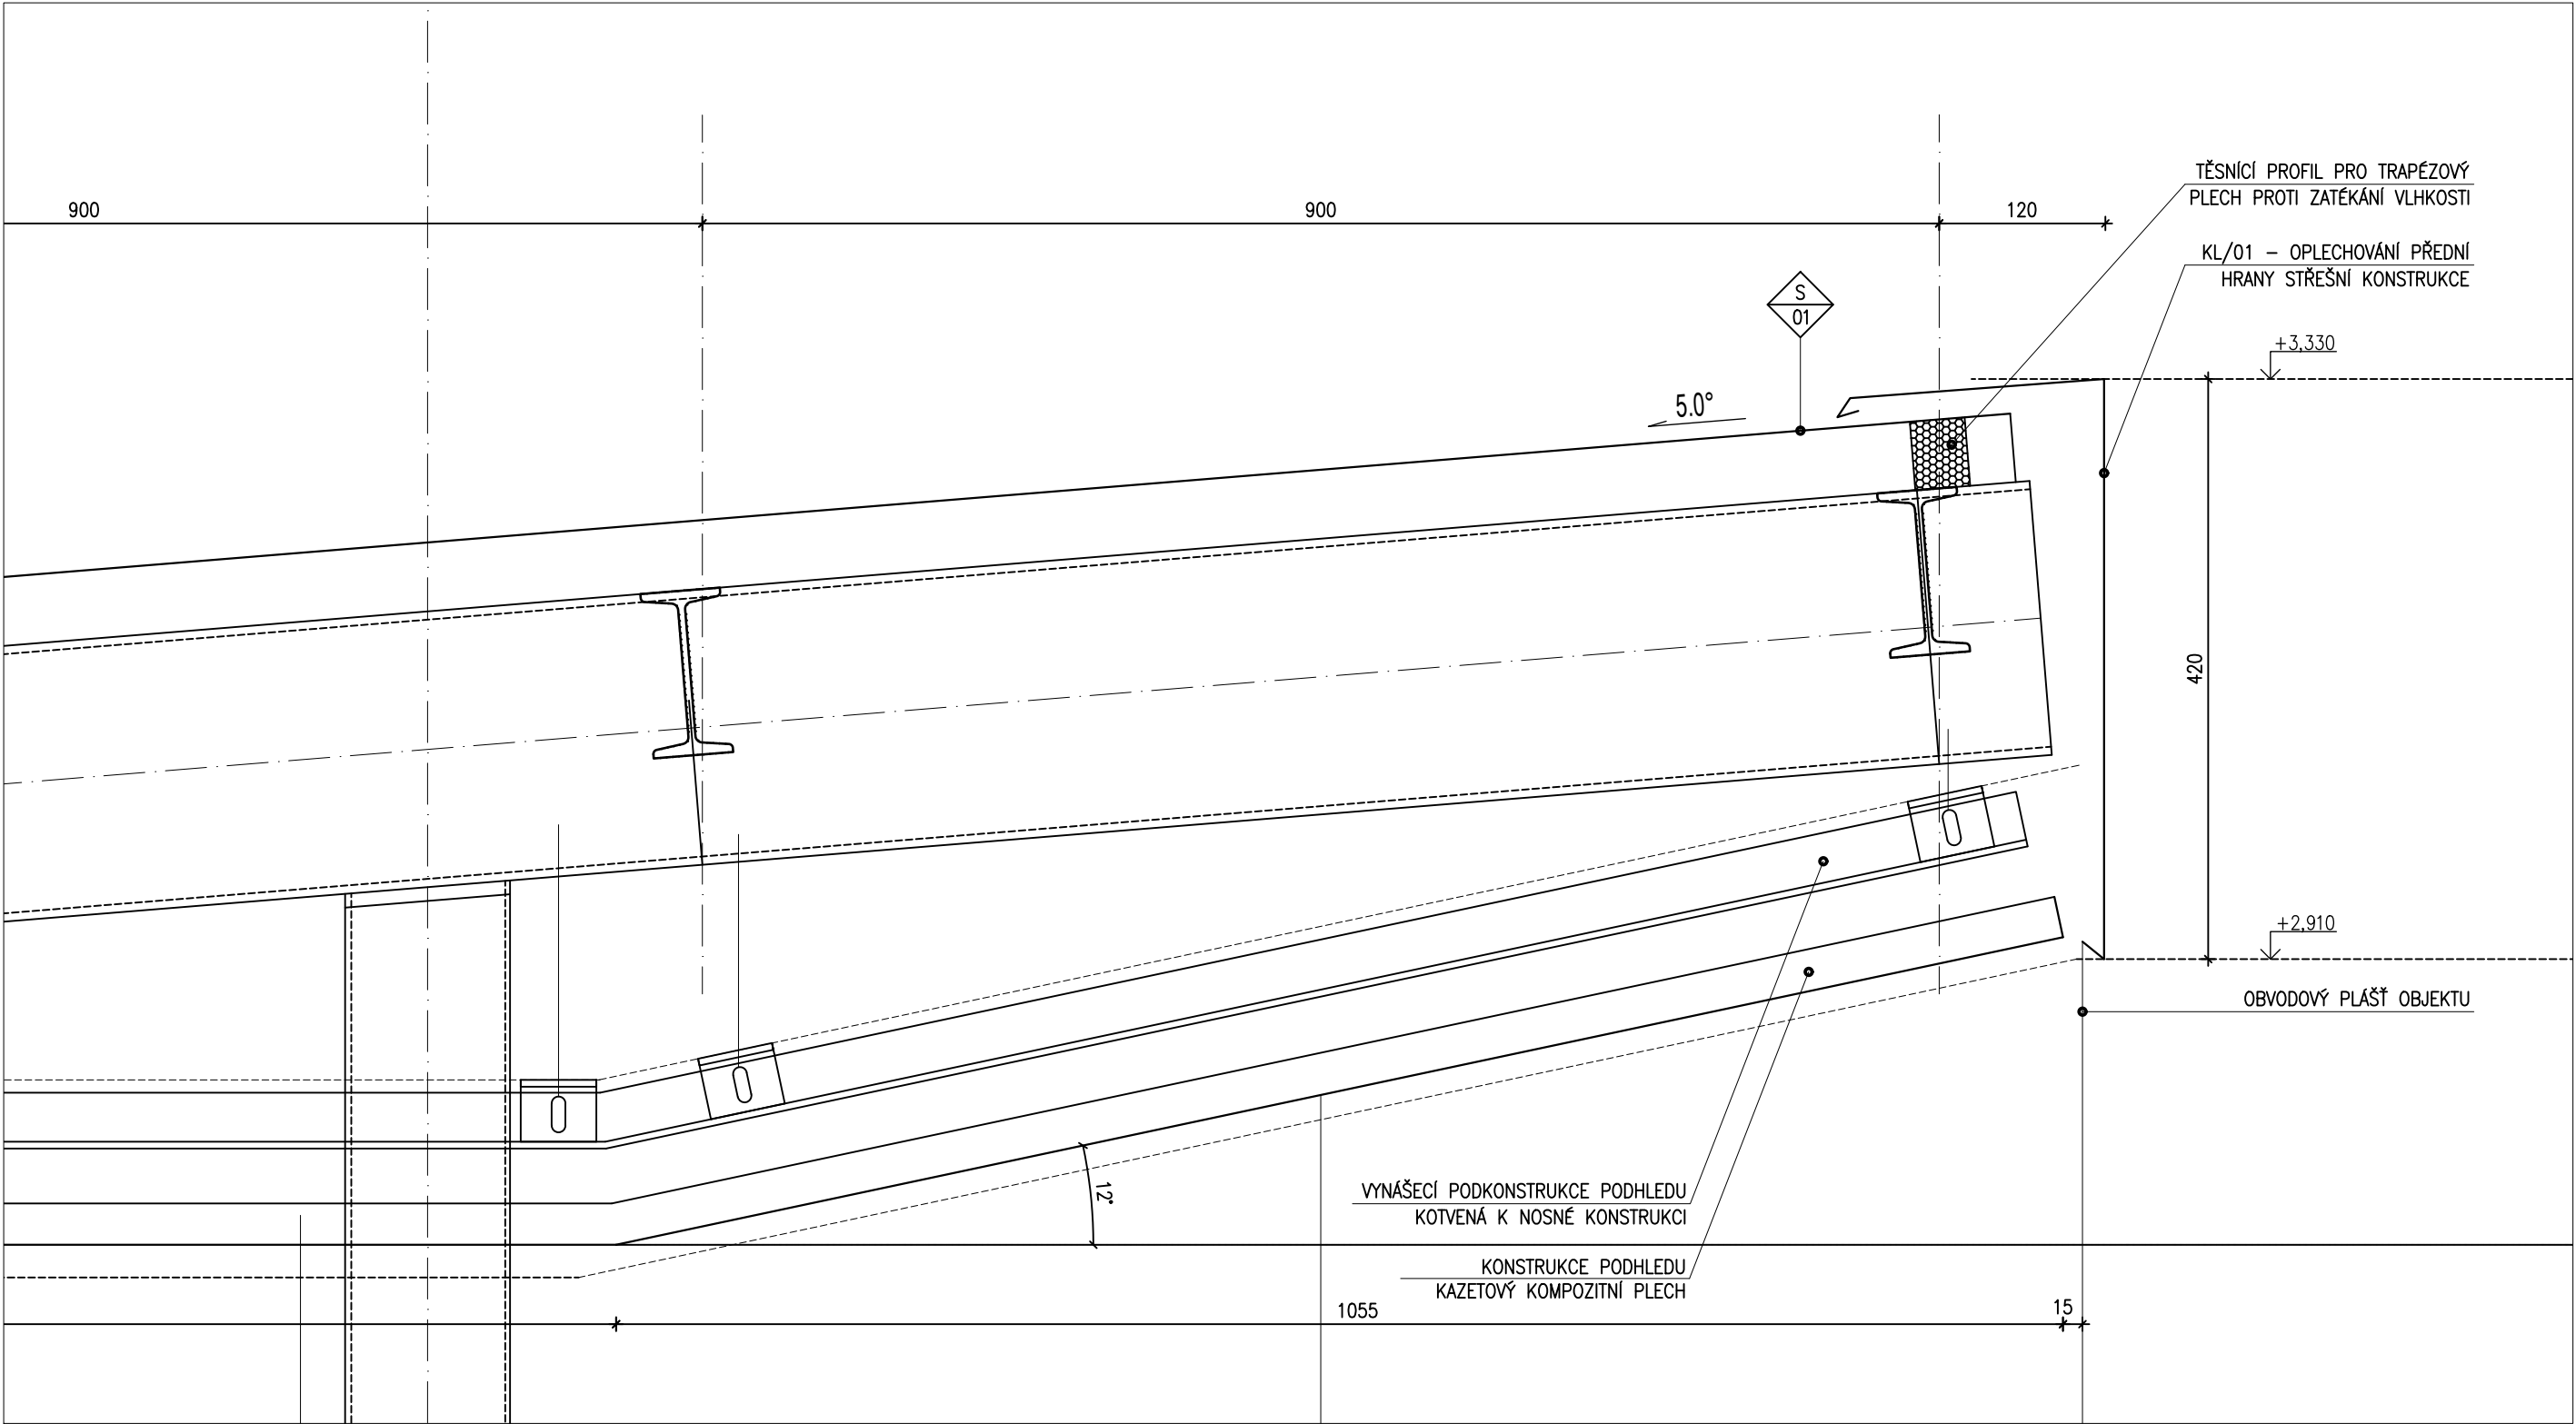 900
900
120
TĚSNÍCÍ PROFIL PRO TRAPÉZOVÝ
PLECH PROTI ZATÉKÁNÍ VLHKOSTI
KL/01 – OPLECHOVÁNÍ PŘEDNÍ
HRANY STŘEŠNÍ KONSTRUKCE
S
01
+3,330
5.0°
420
+2,910
OBVODOVÝ PLÁŠŤ OBJEKTU
12°
VYNÁŠECÍ PODKONSTRUKCE PODHLEDU
KOTVENÁ K NOSNÉ KONSTRUKCI
KONSTRUKCE PODHLEDU
KAZETOVÝ KOMPOZITNÍ PLECH
1055
15